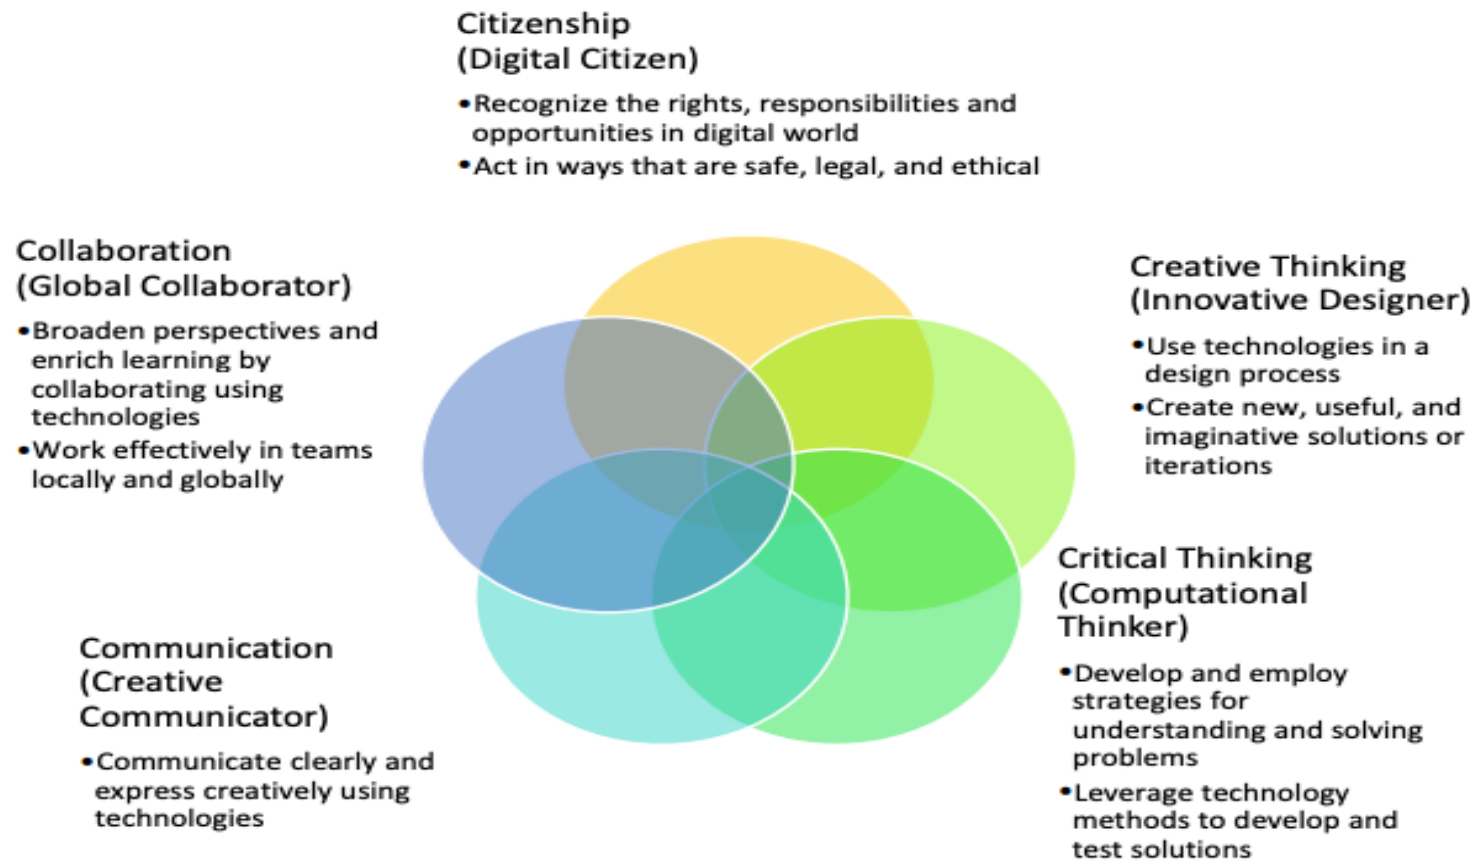 Citizenship
(Digital Citizen)
•Recognize the rights, responsibilities and
opportunities in digital world
•Act in ways that are safe, legal, and ethical
Collaboration
(Global Collaborator)
•Broaden perspectives and
enrich learning by
collaborating using
technologies
•Work effectively in teams
locally and globally
Creative Thinking
(Innovative Designer)
•Use technologies in a
design process
•Create new, useful, and
imaginative solutions or
iterations
Communication
(Creative
Communicator)
•Communicate clearly and
express creatively using
technologies
Critical Thinking
(Computational
Thinker)
•Develop and employ
strategies for
understanding and solving
problems
•Leverage technology
methods to develop and
test solutions